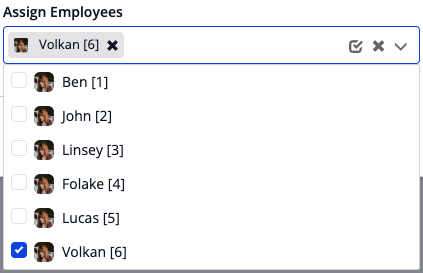 Assign Employees
Volkan [6]
Ben [1]
John [2]
Linsey [3]
Folake [4]
Lucas [5]
Volkan [6]